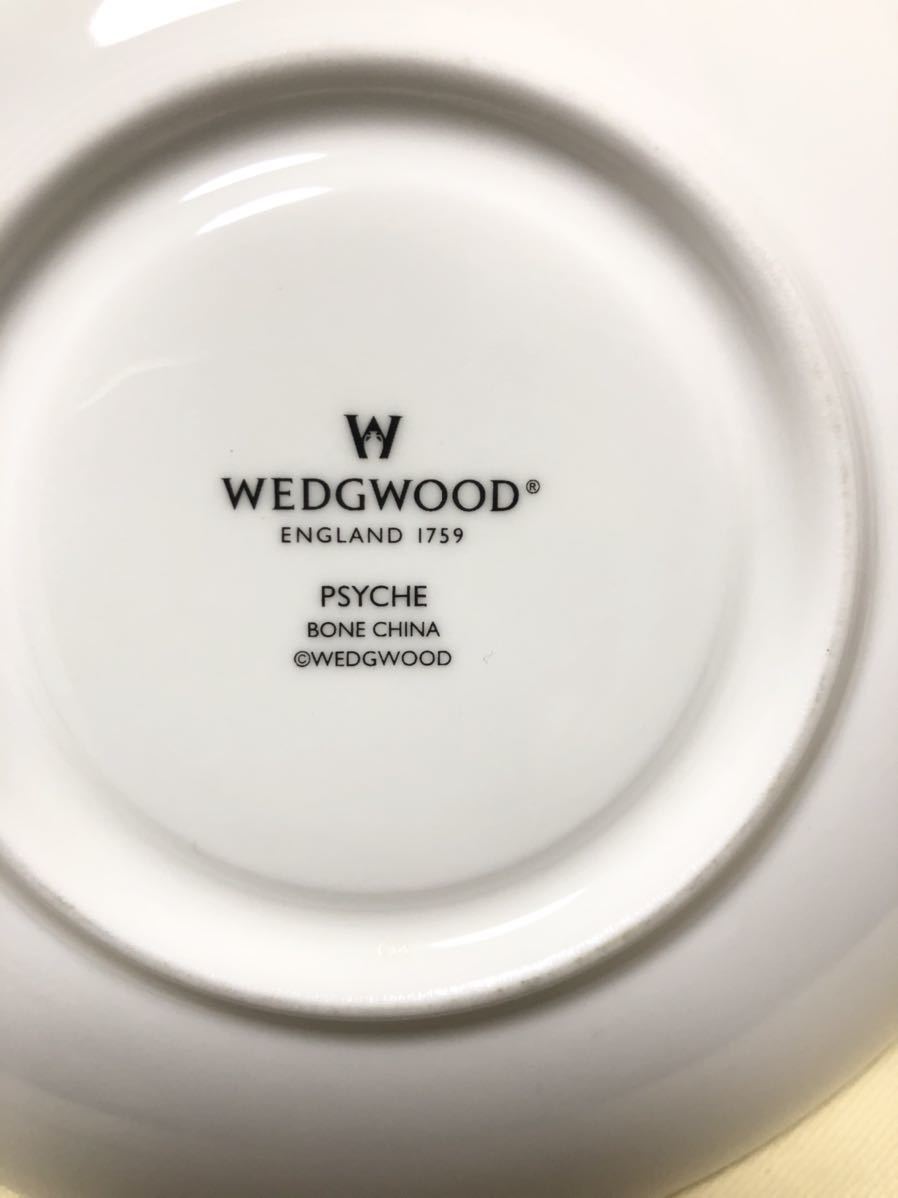 W
WEDGWOOD®
ENGLAND 1759
PSYCHE
BONE CHINA
©WEDGWOOD